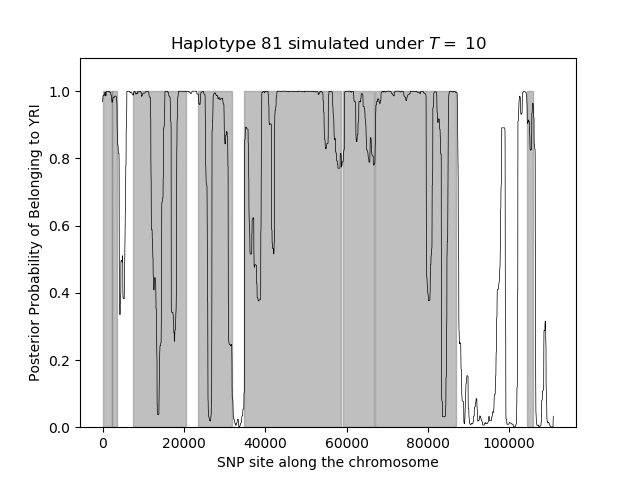 Haplotype 81 simulated under T = 10
1.0
0.8
0.6
0.4
0.2
0.0
Posterior Probability of Belonging to YRI
0 20000 40000 60000 80000 100000
SNP site along the chromosome